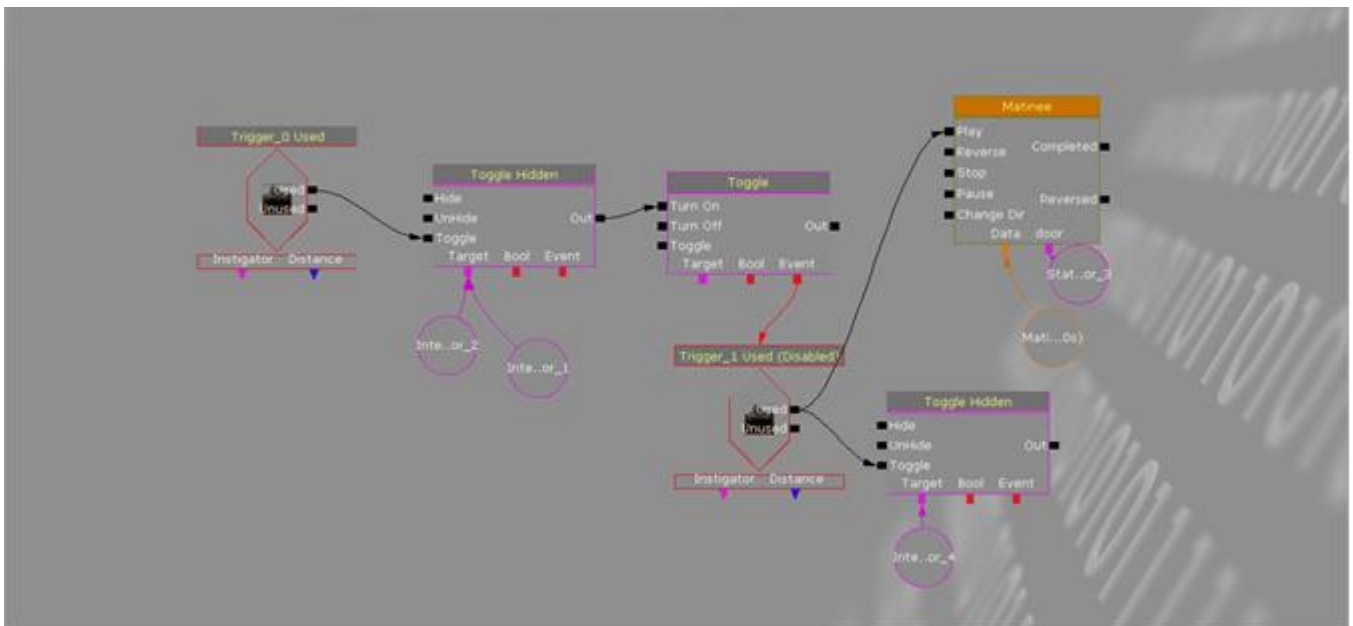 Trigger_0 Used
Used
Unused
Instigator Distance
Toggle Hidden
Hide
UnHide
Toggle
Out
Target Bool Event
Inte...or_2
Inte...or_1
Toggle
Turn On
Turn Off
Toggle
Out
Target Bool Event
Trigger_1 Used (Disabled)
Used
Unused
Instigator Distance
Matinee
Play
Reverse
Stop
Pause
Change Dir
Completed
Reversed
Data door
Stat...or_3
Mati...0s)
Toggle Hidden
Hide
UnHide
Toggle
Out
Target Bool Event
Inte...or_4